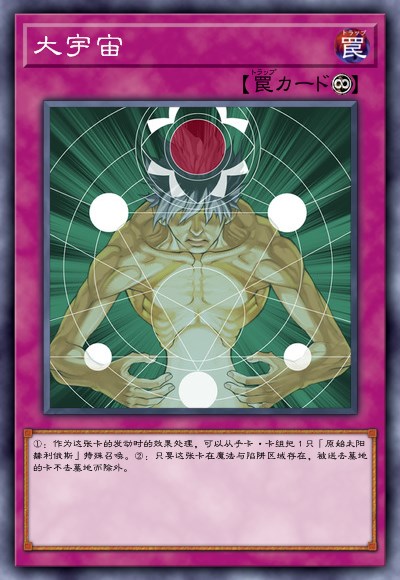 大宇宙
トラップ
罠
トラップ
【罠カード】
①：作为这张卡的发动时的效果处理，可以从手卡·卡组把1只「原始太阳
赫利俄斯」特殊召唤。②：只要这张卡在魔法与陷阱区域存在，被送去墓地
的卡不去墓地而除外。